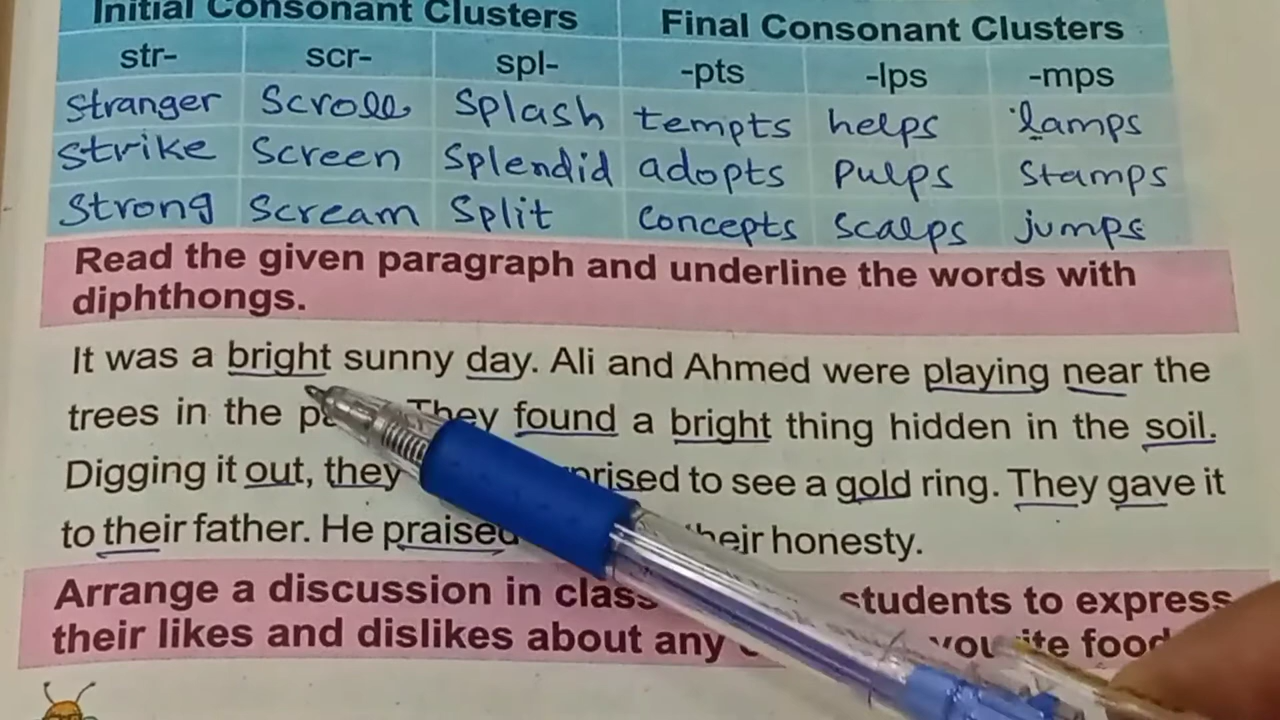 Initial Consonant Clusters Final Consonant Clusters
str- scr- spl- -pts -lps -mps
Stranger Scroll Splash tempts helps lamps
Strike Screen Splendid adopts Pulps Stamps
Strong Scream Split Concepts Scalps jumps
Read the given paragraph and underline the words with
diphthongs.
It was a bright sunny day. Ali and Ahmed were playing near the
trees in the They found a bright thing hidden in the soil.
Digging it out, they to see a gold ring. They gave it
to their father. He praised their honesty.
Arrange a discussion in class students to express
their likes and dislikes about any food